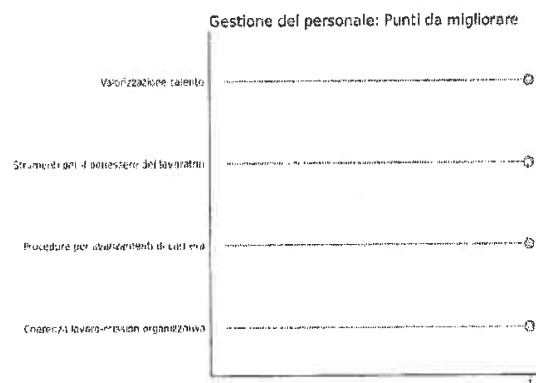 Gestione del personale: Punti da migliorare
Valorizzazione talento
Strumenti per il benessere dei lavoratori
Procedure per avanzamenti di carriera
Coerenza lavoro-mission organizzativa